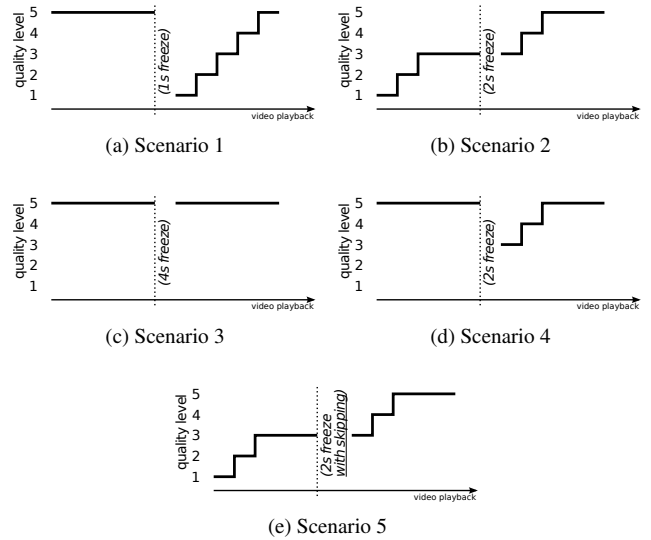 quality level
5
4
3
2
1
(1s freeze)
video playback
(a) Scenario 1
quality level
5
4
3
2
1
(2s freeze)
video playback
(b) Scenario 2
quality level
5
4
3
2
1
(4s freeze)
video playback
(c) Scenario 3
quality level
5
4
3
2
1
(2s freeze)
video playback
(d) Scenario 4
quality level
5
4
3
2
1
(2s freeze
with skipping)
video playback
(e) Scenario 5